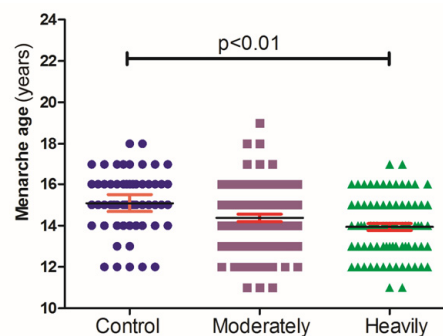 24
22
20
18
16
14
12
10
Menarche age (years)
p<0.01
Control Moderately Heavily